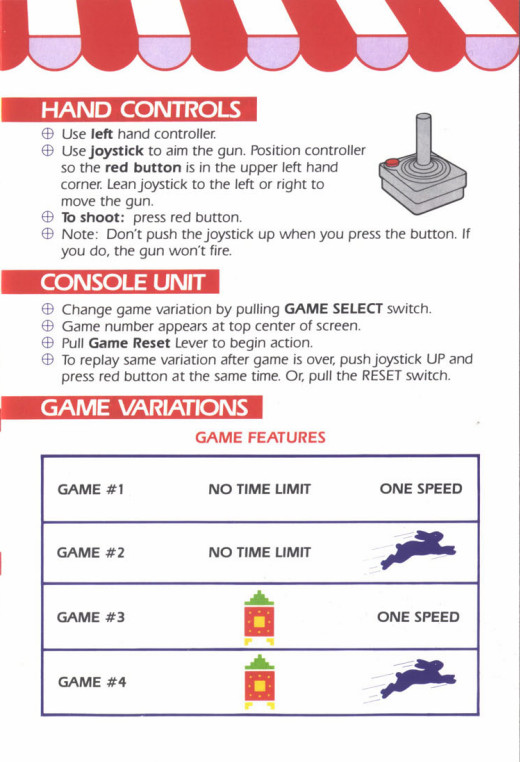 HAND CONTROLS
Use left hand controller.
Use joystick to aim the gun. Position controller
so the red button is in the upper left hand
corner. Lean joystick to the left or right to
move the gun.
To shoot: press red button.
Note: Don't push the joystick up when you press the button. If
you do, the gun won't fire.
CONSOLE UNIT
Change game variation by pulling GAME SELECT switch.
Game number appears at top center of screen.
Pull Game Reset Lever to begin action.
To replay same variation after game is over, push joystick UP and
press red button at the same time. Or, pull the RESET switch.
GAME VARIATIONS
GAME FEATURES
GAME #1 NO TIME LIMIT ONE SPEED
GAME #2 NO TIME LIMIT
GAME #3 ONE SPEED
GAME #4